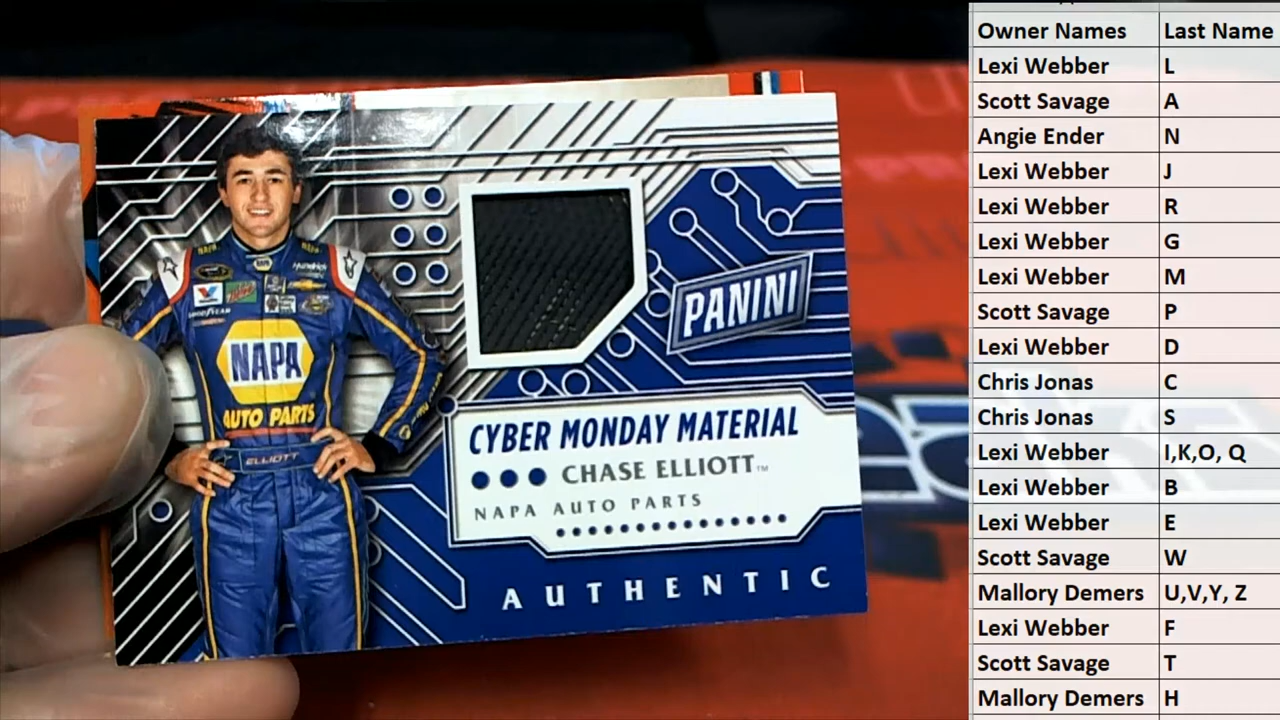 NAPA
AUTO PARTS
ELLIOTT
GOODYEAR
PANINI
CYBER MONDAY MATERIAL
CHASE ELLIOTT™
NAPA AUTO PARTS
AUTHENTIC
Owner Names Last Name
Lexi Webber L
Scott Savage A
Angie Ender N
Lexi Webber J
Lexi Webber R
Lexi Webber G
Lexi Webber M
Scott Savage P
Lexi Webber D
Chris Jonas C
Chris Jonas S
Lexi Webber I,K,O, Q
Lexi Webber B
Lexi Webber E
Scott Savage W
Mallory Demers U,V,Y, Z
Lexi Webber F
Scott Savage T
Mallory Demers H